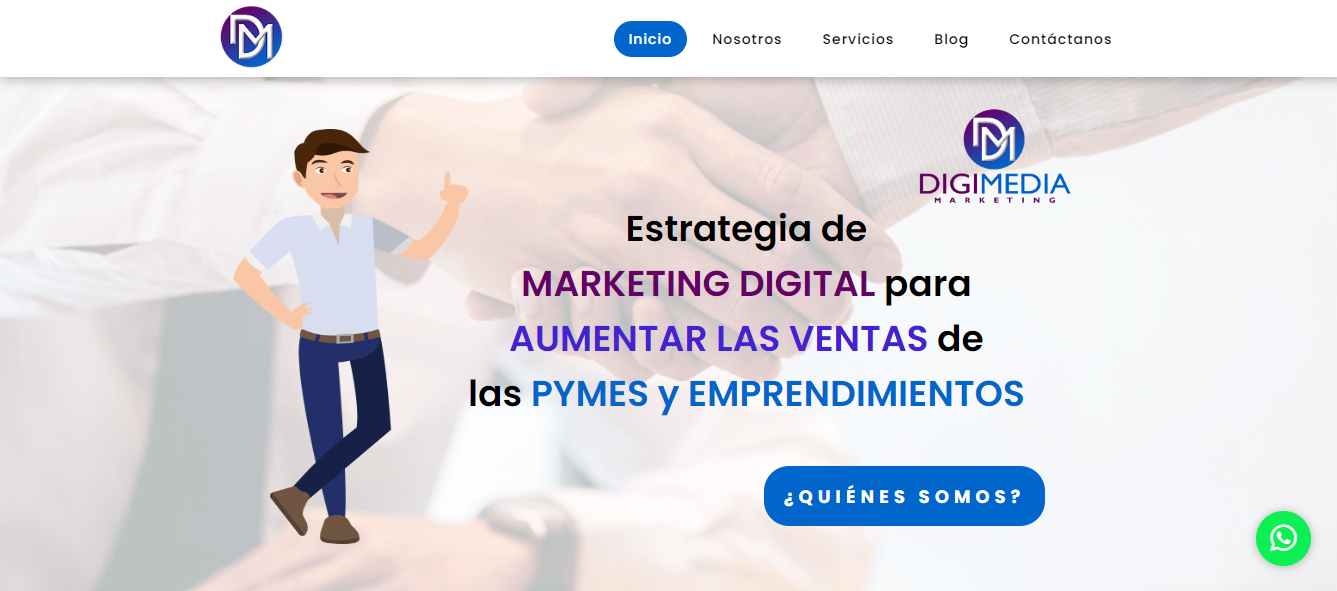 DM
Inicio Nosotros Servicios Blog Contáctanos
DM
DIGIMEDIA
MARKETING
Estrategia de
MARKETING DIGITAL para
AUMENTAR LAS VENTAS de
las PYMES y EMPRENDIMIENTOS
¿QUIÉNES SOMOS?